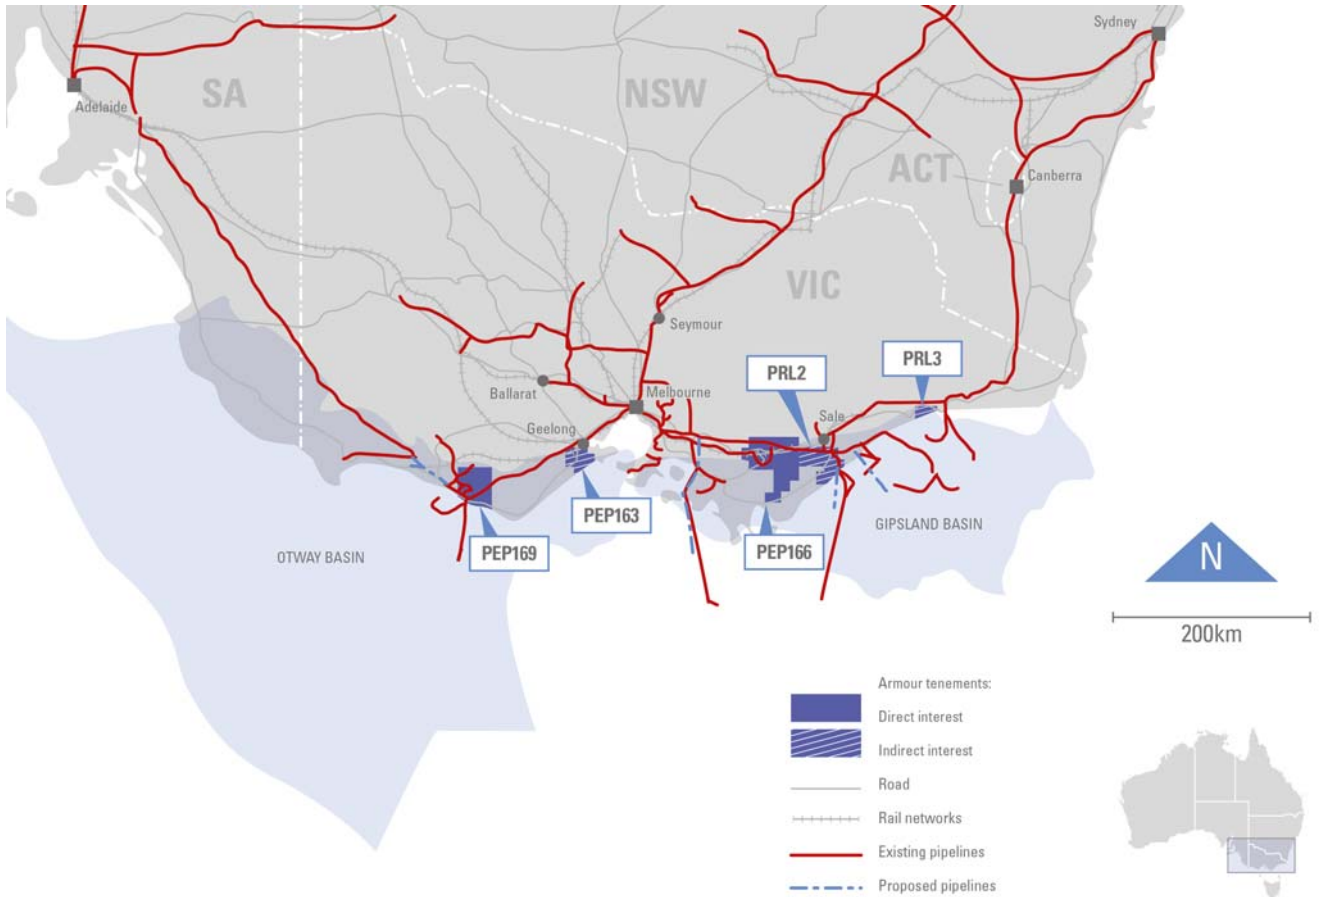 Sydney
SA
NSW
Adelaide
ACT
Canberra
VIC
Seymour
PRL3
PRL2
Ballarat
Melbourne
Sale
Geelong
PEP163
GIPSLAND BASIN
PEP169
PEP166
OTWAY BASIN
N
200km
Armour tenements:
Direct interest
Indirect interest
Road
Rail networks
Existing pipelines
Proposed pipelines